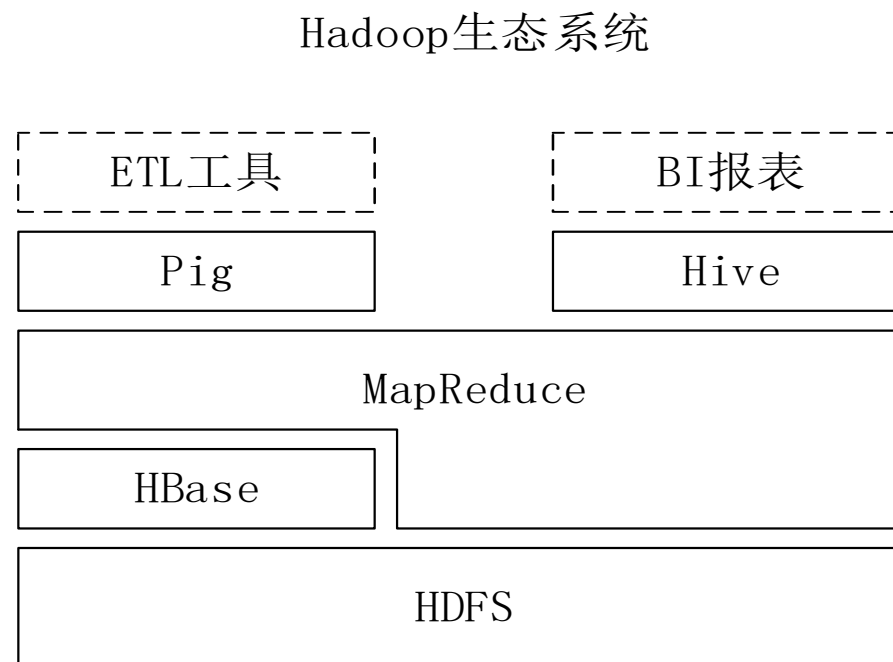 Hadoop生态系统
ETL工具
BI报表
Pig
Hive
MapReduce
HBase
HDFS